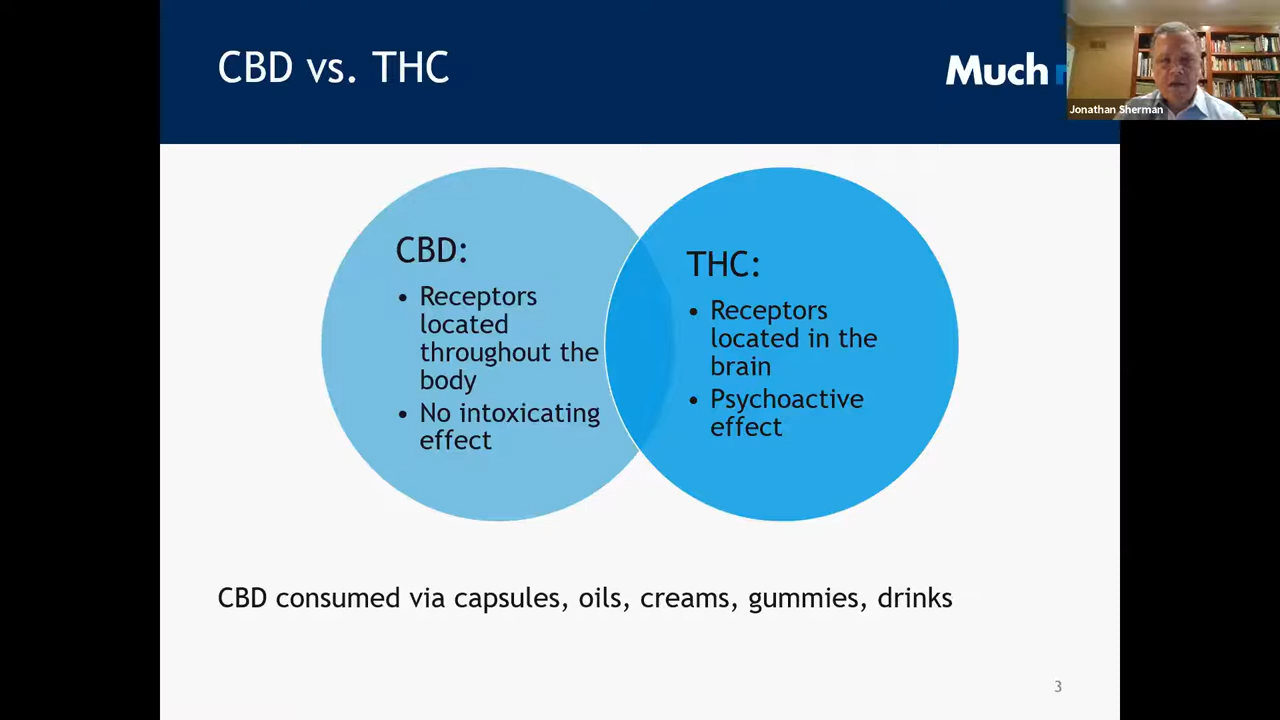 CBD vs. THC
Much
Jonathan Sherman
CBD:
• Receptors
located
throughout the
body
• No intoxicating
effect
THC:
• Receptors
located in the
brain
• Psychoactive
effect
CBD consumed via capsules, oils, creams, gummies, drinks
3